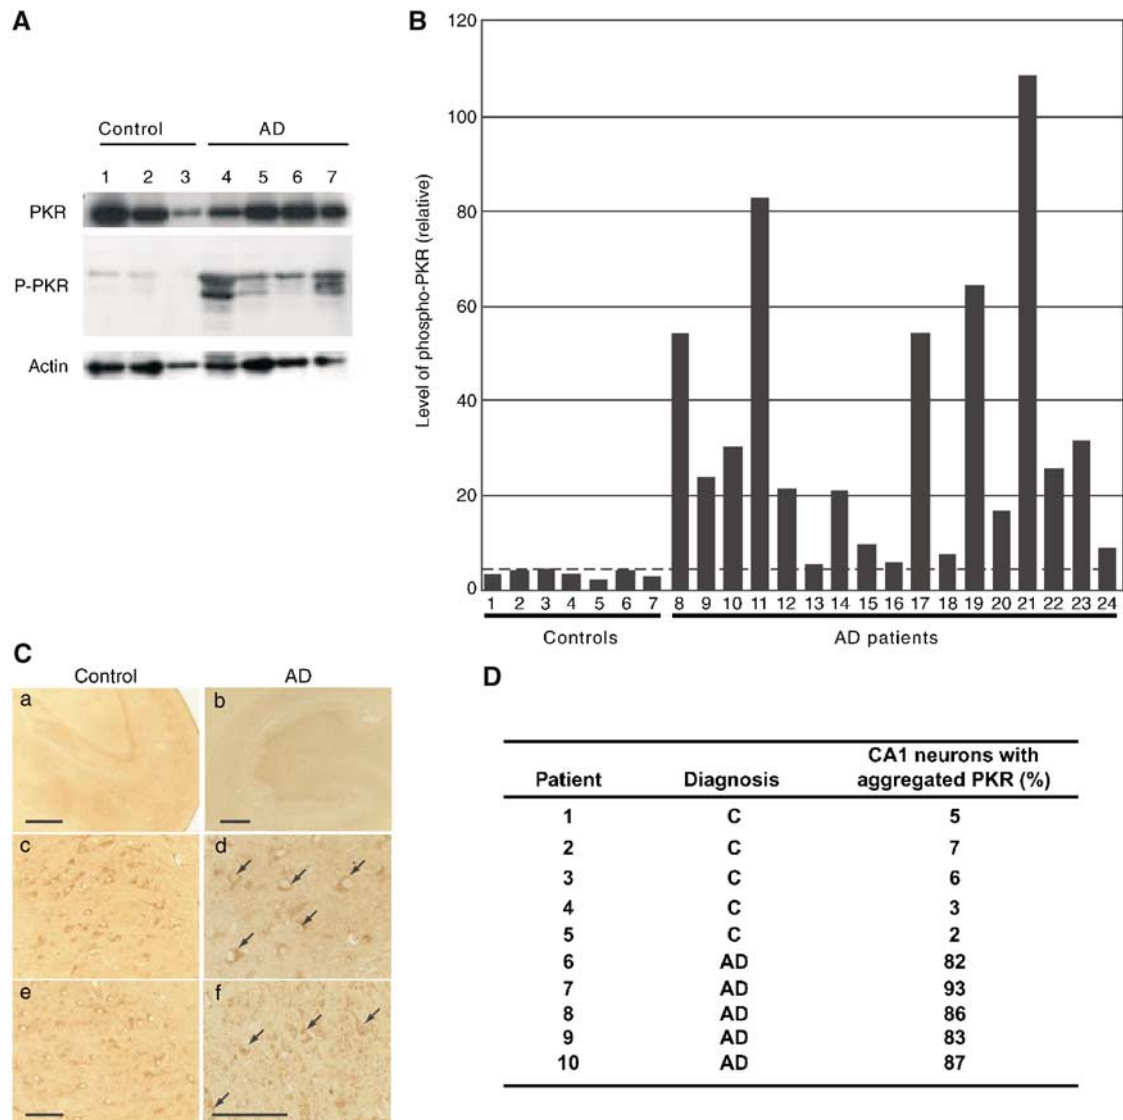 A
Control AD
1 2 3 4 5 6 7
PKR
P-PKR
Actin
B
Level of phospho-PKR (relative)
120
100
80
60
40
20
0
1 2 3 4 5 6 7 8 9 10 11 12 13 14 15 16 17 18 19 20 21 22 23 24
Controls AD patients
C
Control AD
a b
c d
e f
D
CA1 neurons with
Patient Diagnosis aggregated PKR (%)
1 C 5
2 C 7
3 C 6
4 C 3
5 C 2
6 AD 82
7 AD 93
8 AD 86
9 AD 83
10 AD 87